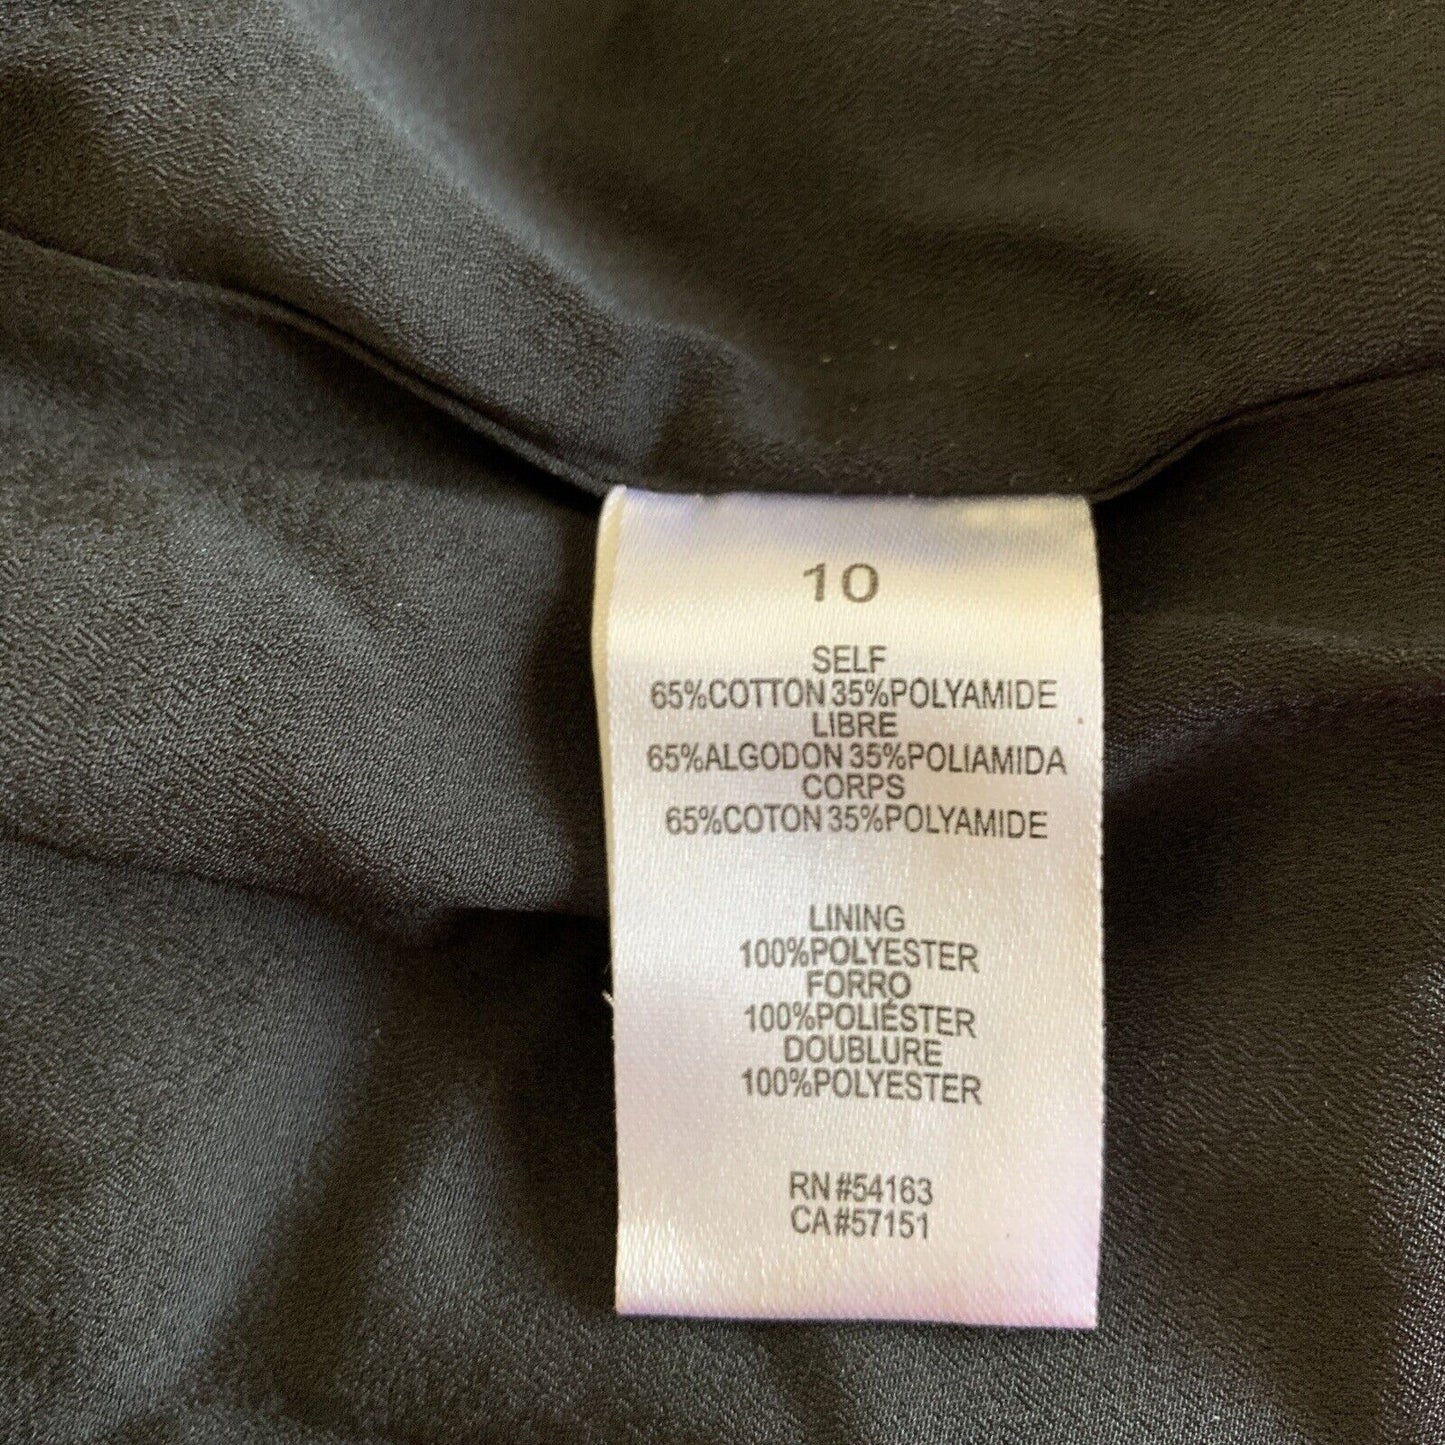 10
SELF
65%COTTON 35%POLYAMIDE
LIBRE
65%ALGODON 35%POLIAMIDA
CORPS
65%COTON 35%POLYAMIDE
LINING
100%POLYESTER
FORRO
100%POLIÉSTER
DOUBLURE
100%POLYESTER
RN #54163
CA #57151